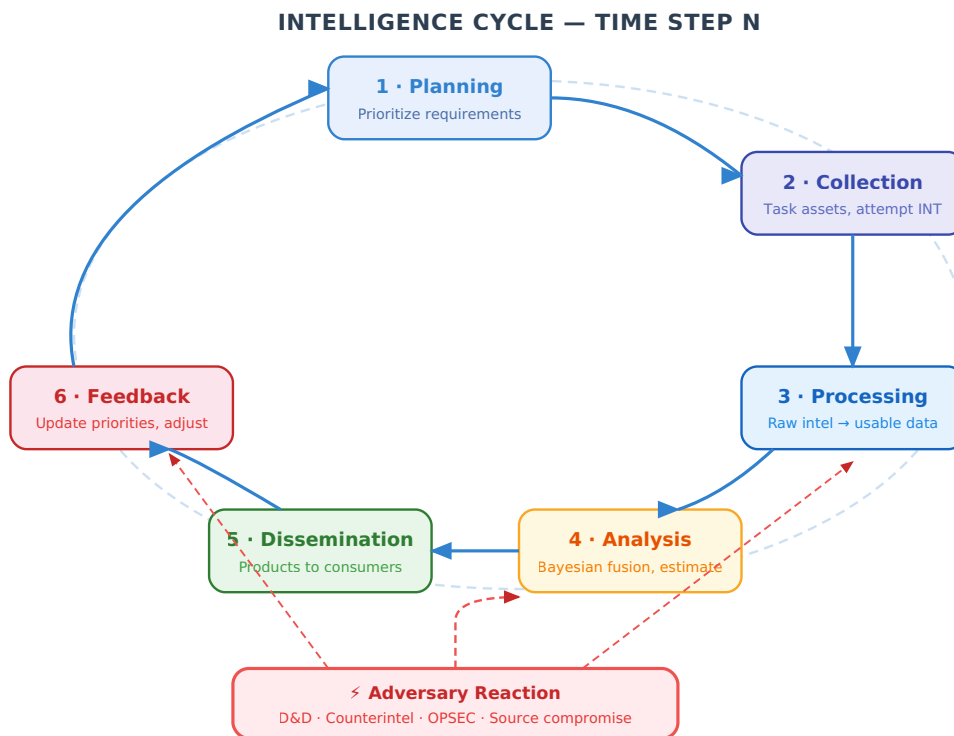 INTELLIGENCE CYCLE — TIME STEP N
1 · Planning
Prioritize requirements
2 · Collection
Task assets, attempt INT
3 · Processing
Raw intel → usable data
4 · Analysis
Bayesian fusion, estimate
5 · Dissemination
Products to consumers
6 · Feedback
Update priorities, adjust
⚡ Adversary Reaction
D&D · Counterintel · OPSEC · Source compromise